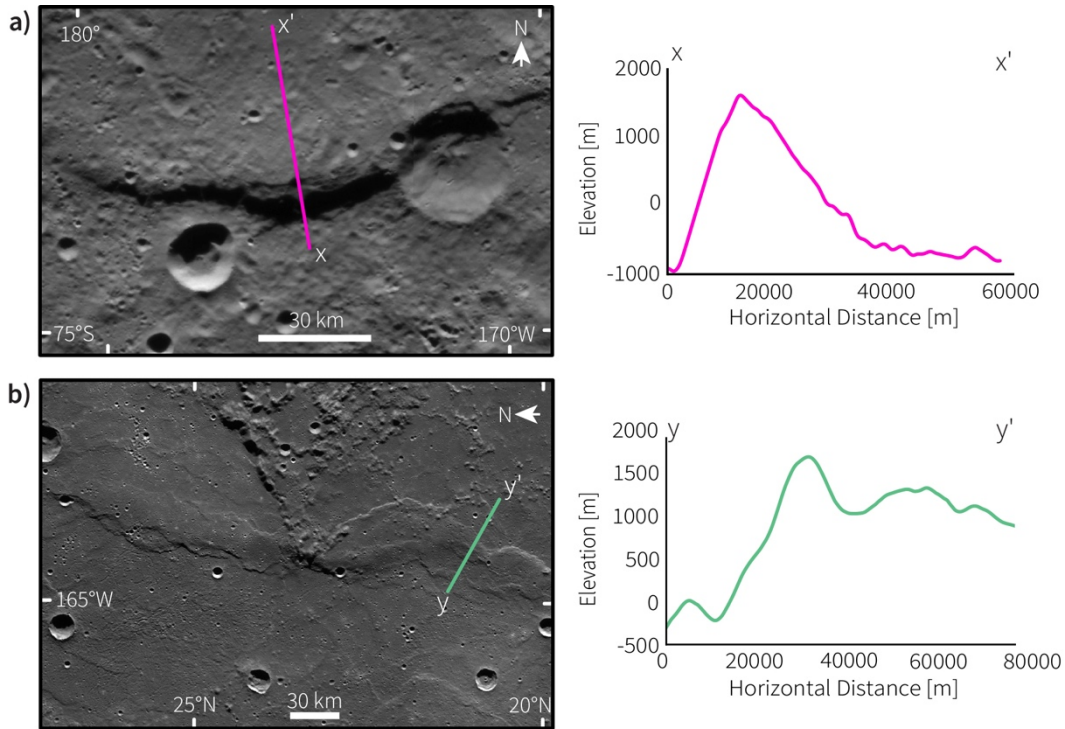 a)
180°
x'
N
x
30 km
75°S
170°W
x
x'
2000
1000
0
-1000
Elevation [m]
0
20000
40000
60000
Horizontal Distance [m]
b)
N
y'
y
165°W
25°N
30 km
20°N
y
y'
2000
1500
1000
500
0
-500
Elevation [m]
0
20000
40000
60000
80000
Horizontal Distance [m]